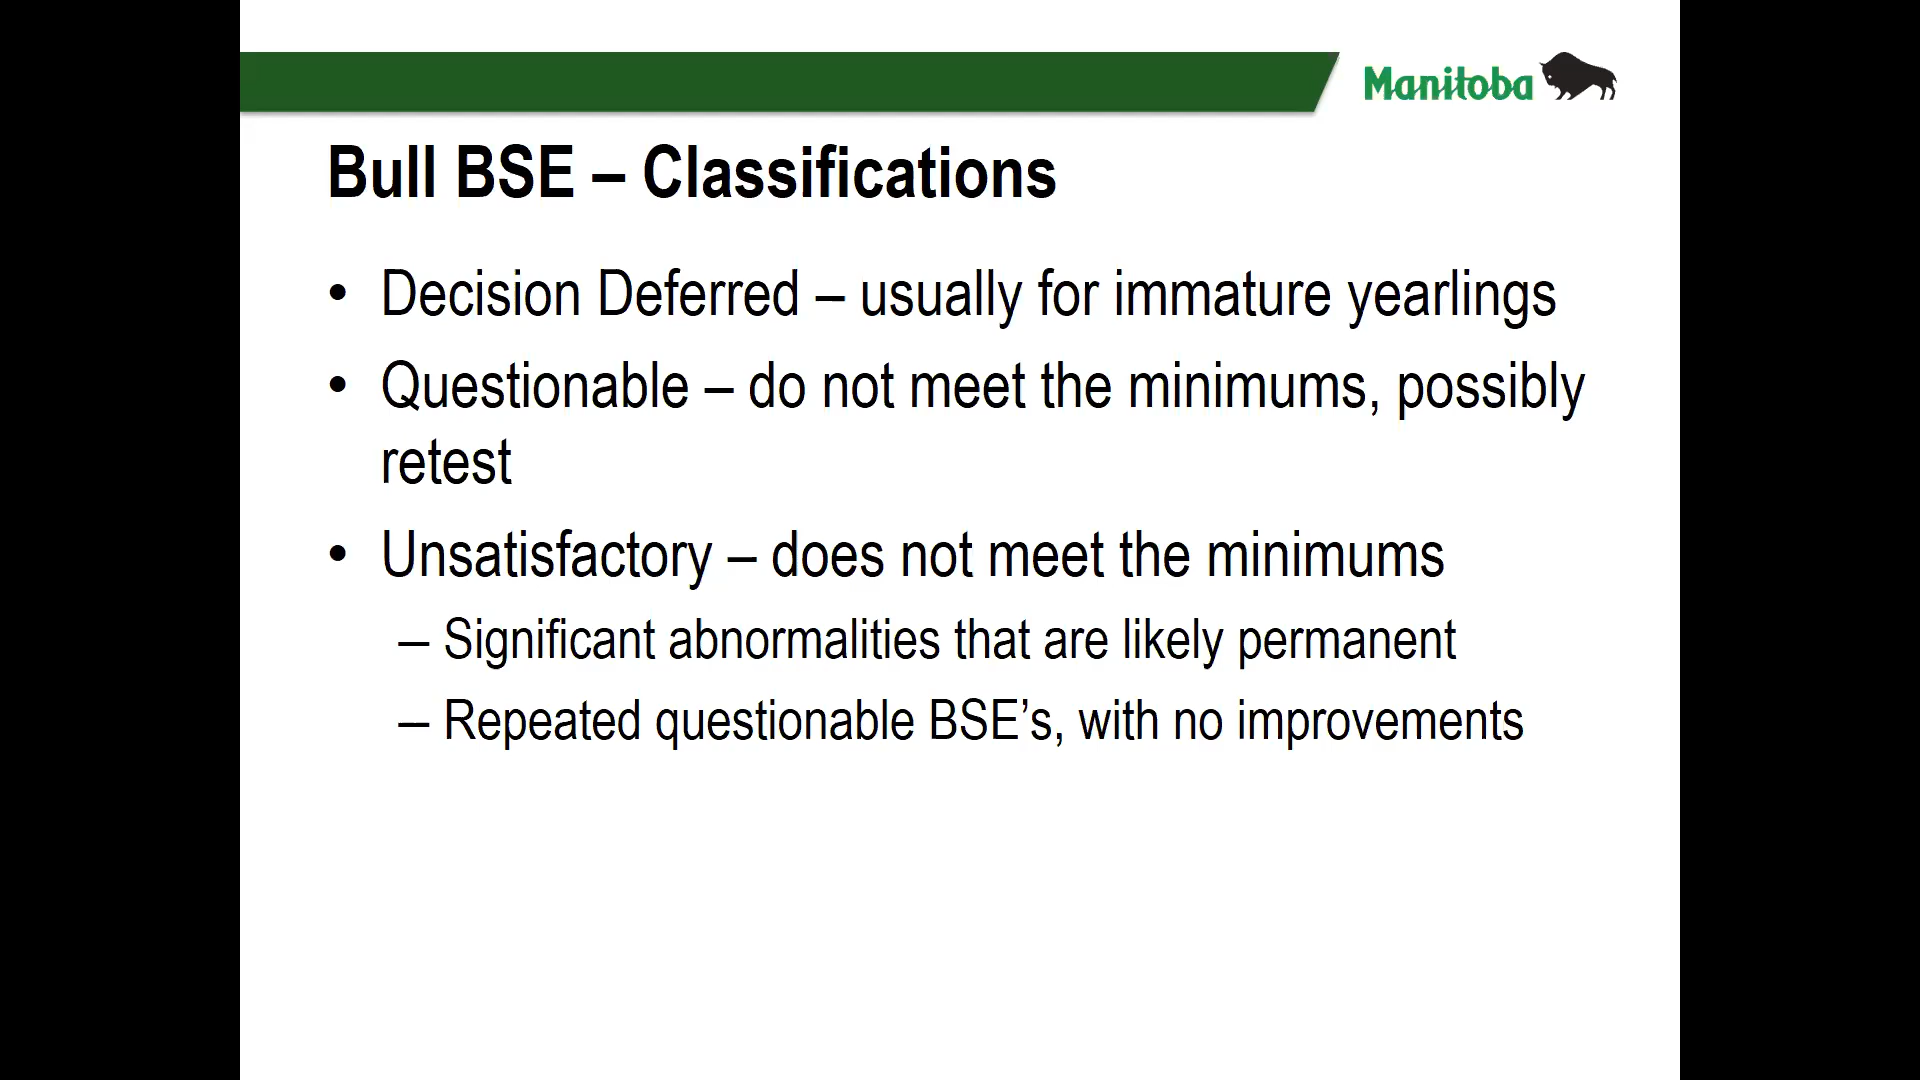 Manitoba
Bull BSE – Classifications
• Decision Deferred – usually for immature yearlings
• Questionable – do not meet the minimums, possibly
retest
• Unsatisfactory – does not meet the minimums
– Significant abnormalities that are likely permanent
– Repeated questionable BSE’s, with no improvements